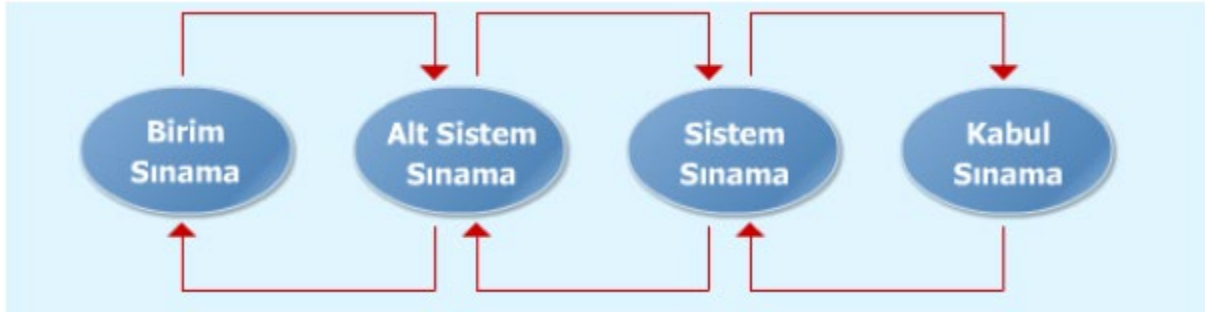 Birim
Sınama
Alt Sistem
Sınama
Sistem
Sınama
Kabul
Sınama